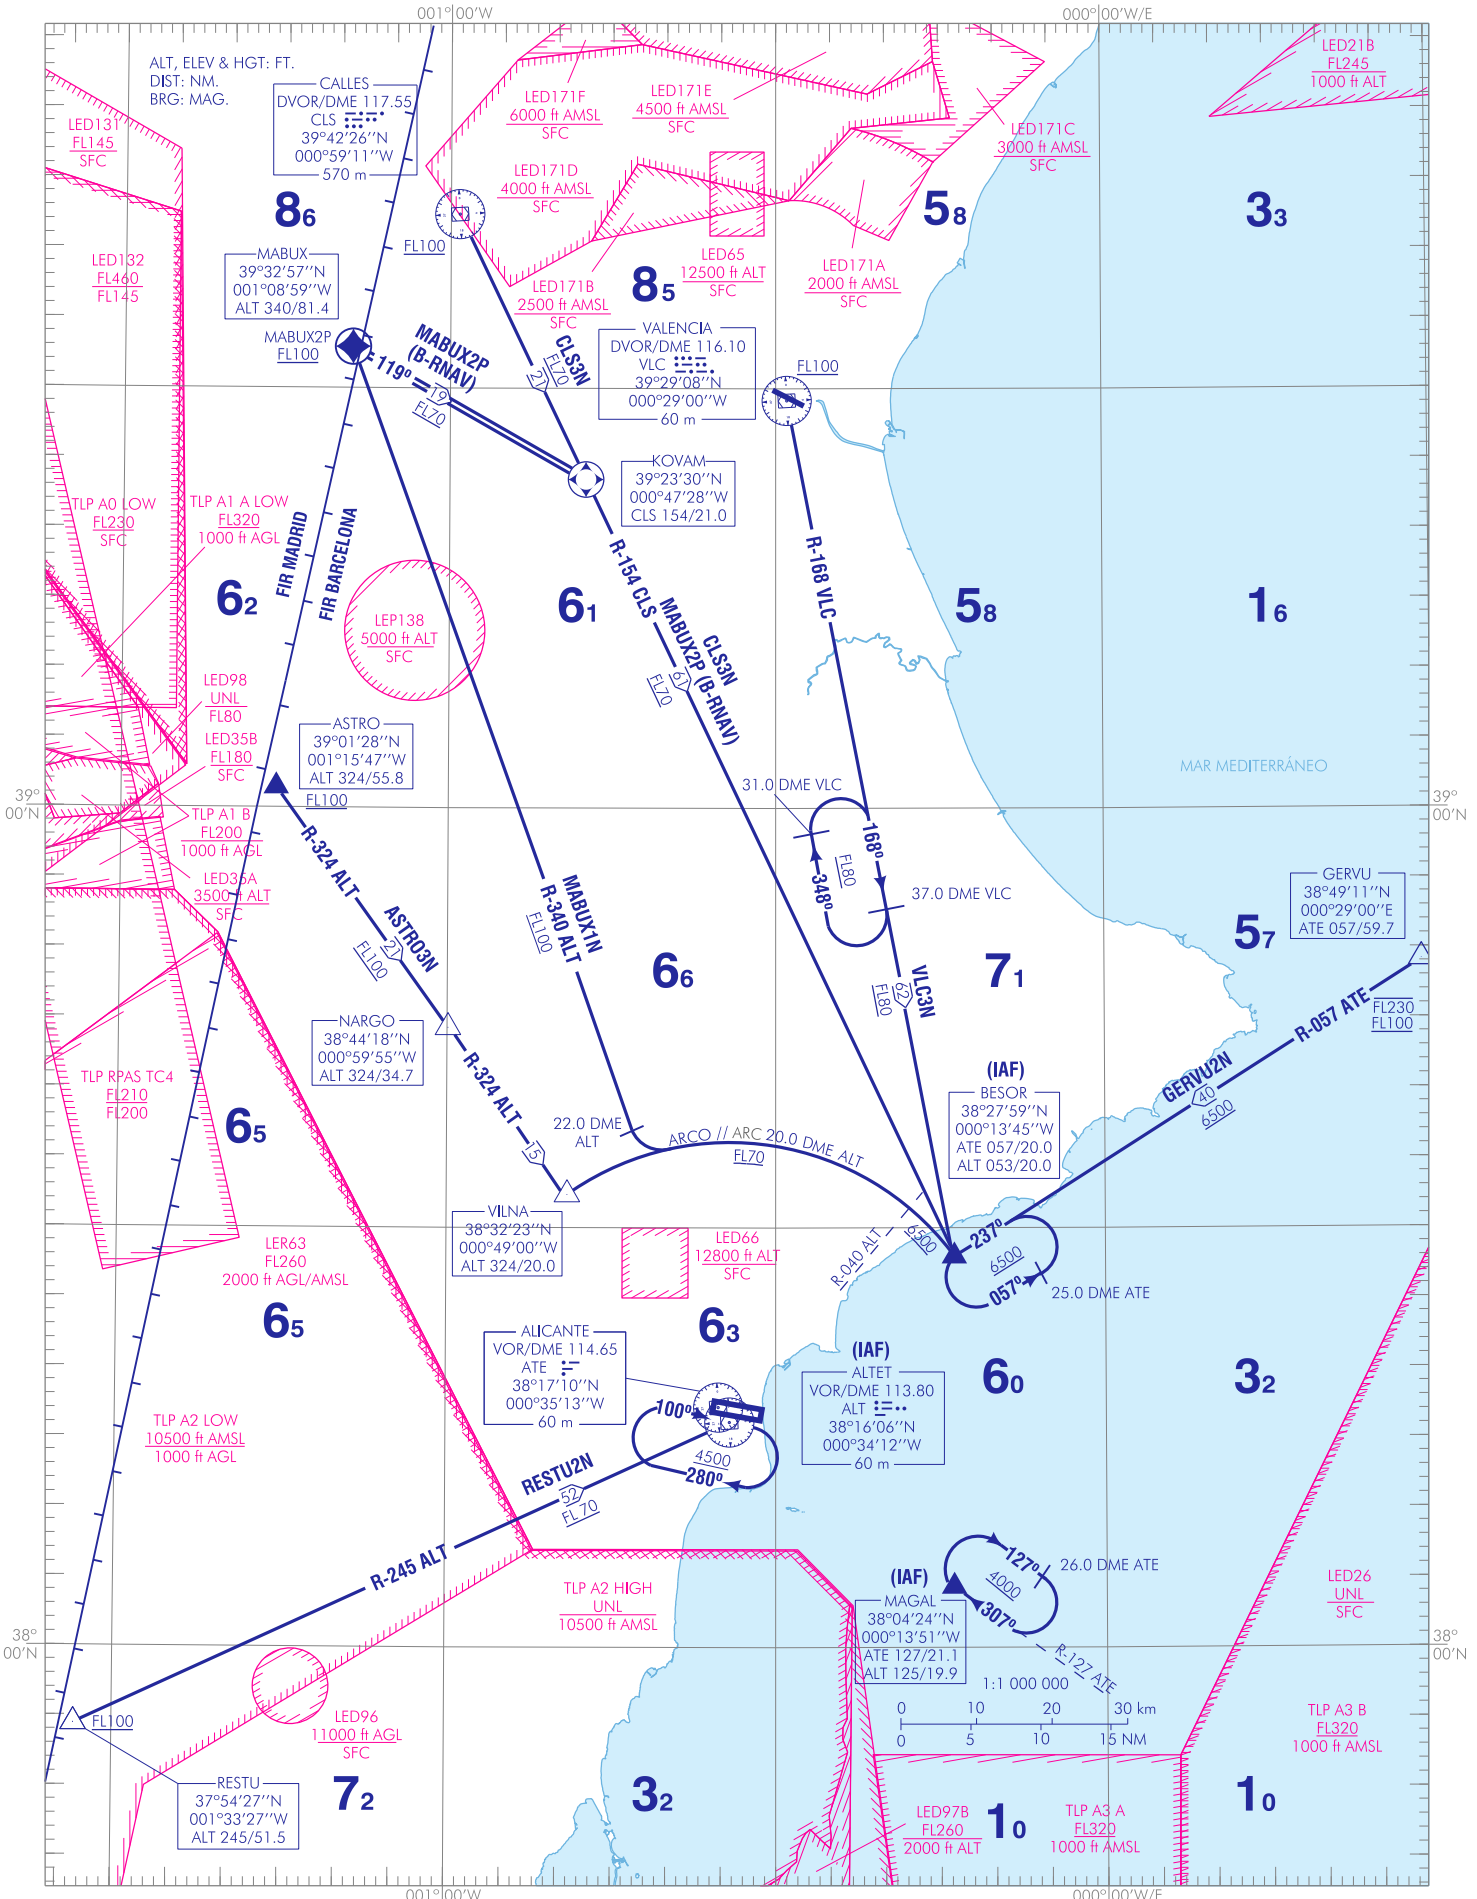 001°00'W
000°00'W/E
ALT, ELEV & HGT: FT.
DIST: NM.
BRG: MAG.
CALLES
DVOR/DME 117.55
CLS
39°42'26''N
000°59'11''W
570 m
LED131
FL145
SFC
LED171F
6000 ft AMSL
SFC
LED171E
4500 ft AMSL
SFC
LED21B
FL245
1000 ft ALT
LED171C
3000 ft AMSL
SFC
LED171D
4000 ft AMSL
SFC
86
58
33
FL100
MABUX
39°32'57''N
001°08'59''W
ALT 340/81.4
LED132
FL460
FL145
LED171B
2500 ft AMSL
SFC
85
LED65
12500 ft ALT
SFC
LED171A
2000 ft AMSL
SFC
MABUX2P
FL100
MABUX2P
(B-RNAV)
119°
19
FL70
CLS3N
FL70
21
VALENCIA
DVOR/DME 116.10
VLC
39°29'08''N
000°29'00''W
60 m
FL100
KOVAM
39°23'30''N
000°47'28''W
CLS 154/21.0
TLP A0 LOW
FL230
SFC
TLP A1 A LOW
FL320
1000 ft AGL
FIR MADRID
FIR BARCELONA
62
61
58
16
R-154 CLS
R-168 VLC
LEP138
5000 ft ALT
SFC
CLS3N
MABUX2P (B-RNAV)
61
FL70
LED98
UNL
FL80
LED35B
FL180
SFC
ASTRO
39°01'28''N
001°15'47''W
ALT 324/55.8
FL100
MAR MEDITERRÁNEO
31.0 DME VLC
39°
00'N
39°
00'N
TLP A1 B
FL200
1000 ft AGL
LED35A
3500 ft ALT
SFC
R-324 ALT
168°
FL80
348°
37.0 DME VLC
GERVU
38°49'11''N
000°29'00''E
ATE 057/59.7
ASTRO3N
21
FL100
MABUX1N
R-340 ALT
FL100
57
66
71
VLC3N
62
FL80
FL230
FL100
R-057 ATE
NARGO
38°44'18''N
000°59'55''W
ALT 324/34.7
TLP RPAS TC4
FL210
FL200
65
R-324 ALT
15
22.0 DME
ALT
ARCO // ARC 20.0 DME ALT
FL70
(IAF)
BESOR
38°27'59''N
000°13'45''W
ATE 057/20.0
ALT 053/20.0
GERVU2N
40
6500
VILNA
38°32'23''N
000°49'00''W
ALT 324/20.0
LER63
FL260
2000 ft AGL/AMSL
LED66
12800 ft ALT
SFC
R-040 ALT
6500
237°
6500
057°
25.0 DME ATE
65
63
ALICANTE
VOR/DME 114.65
ATE
38°17'10''N
000°35'13''W
60 m
(IAF)
ALTET
VOR/DME 113.80
ALT
38°16'06''N
000°34'12''W
60 m
60
32
100°
4500
280°
TLP A2 LOW
10500 ft AMSL
1000 ft AGL
RESTU2N
52
FL 70
R-245 ALT
TLP A2 HIGH
UNL
10500 ft AMSL
(IAF)
MAGAL
38°04'24''N
000°13'51''W
ATE 127/21.1
ALT 125/19.9
127°
4000
307°
26.0 DME ATE
R-127 ATE
LED26
UNL
SFC
38°
00'N
38°
00'N
1:1 000 000
0 10 20 30 km
0 5 10 15 NM
FL100
LED96
11000 ft AGL
SFC
TLP A3 B
FL320
1000 ft AMSL
RESTU
37°54'27''N
001°33'27''W
ALT 245/51.5
72
32
LED97B
FL260
2000 ft ALT
10
TLP A3 A
FL320
1000 ft AMSL
10
001°00'W
000°00'W/E